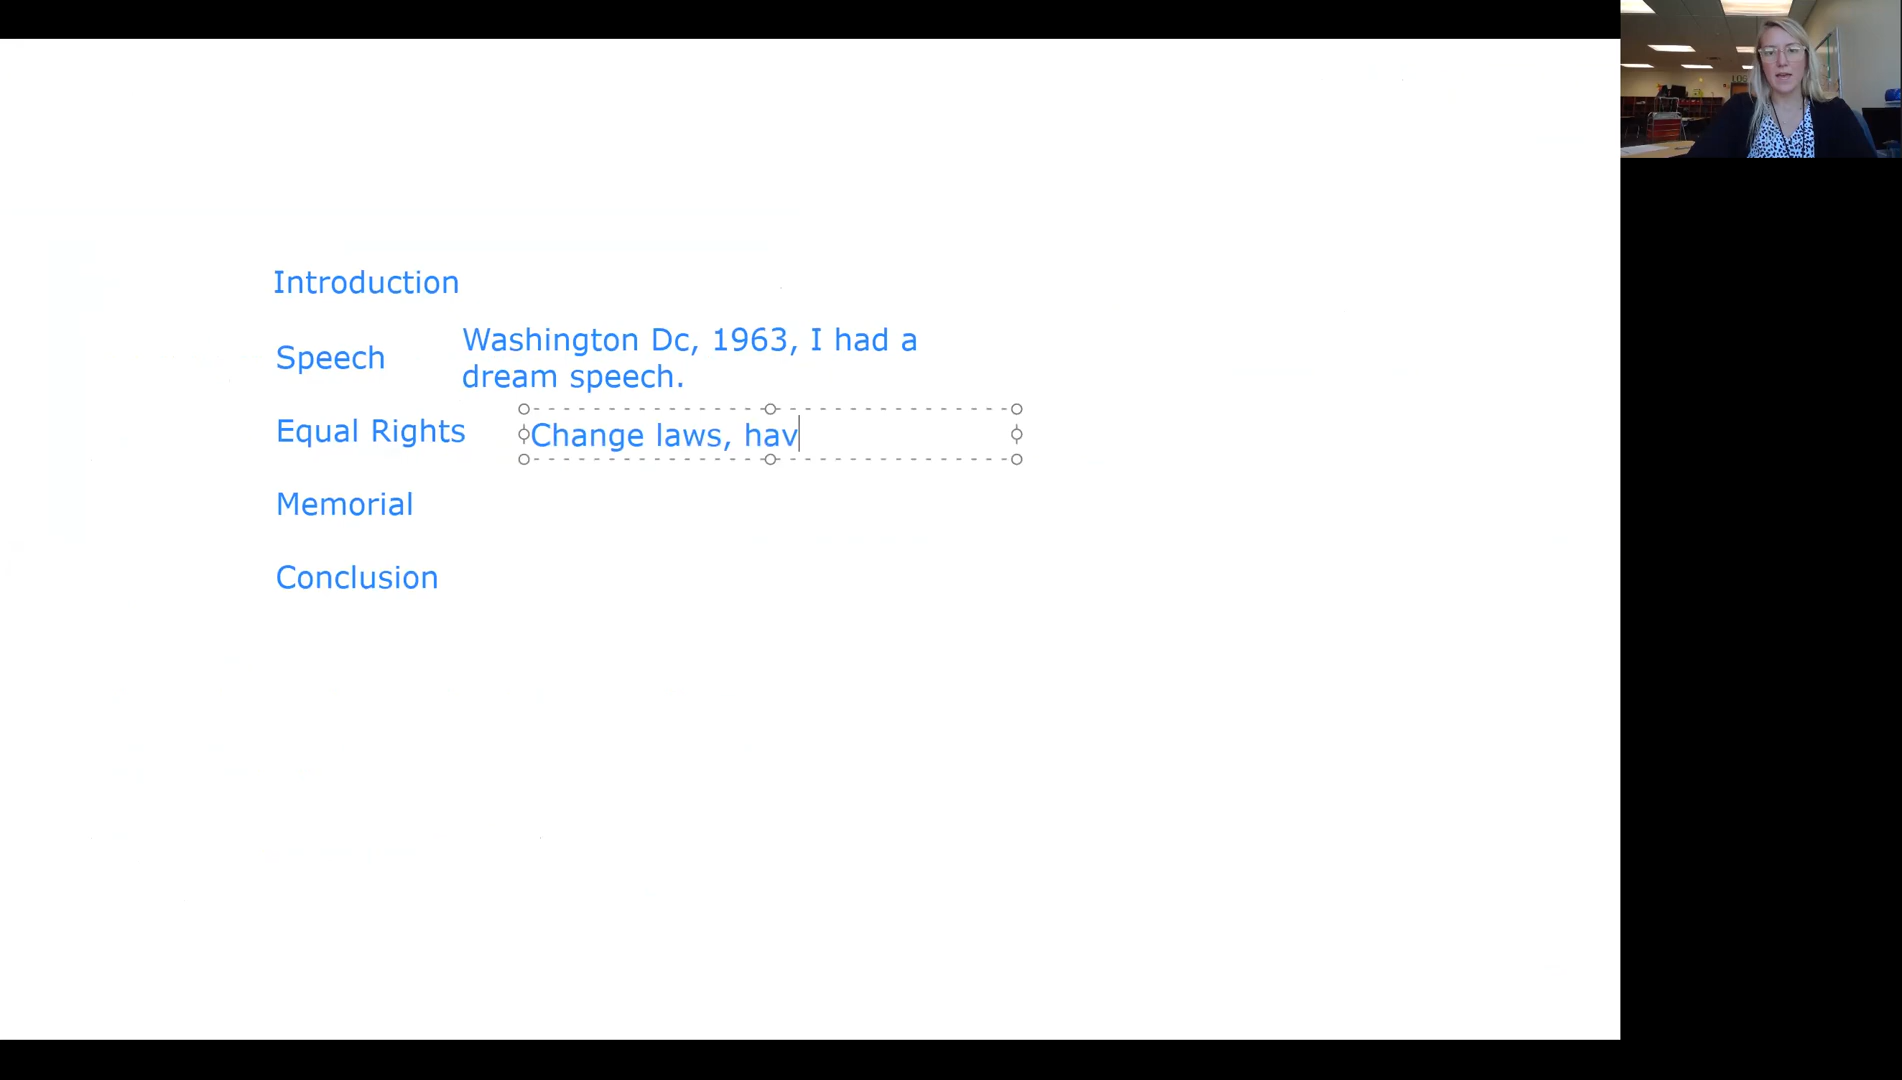 Introduction
Speech
Washington Dc, 1963, I had a
dream speech.
Equal Rights
Change laws, hav
Memorial
Conclusion